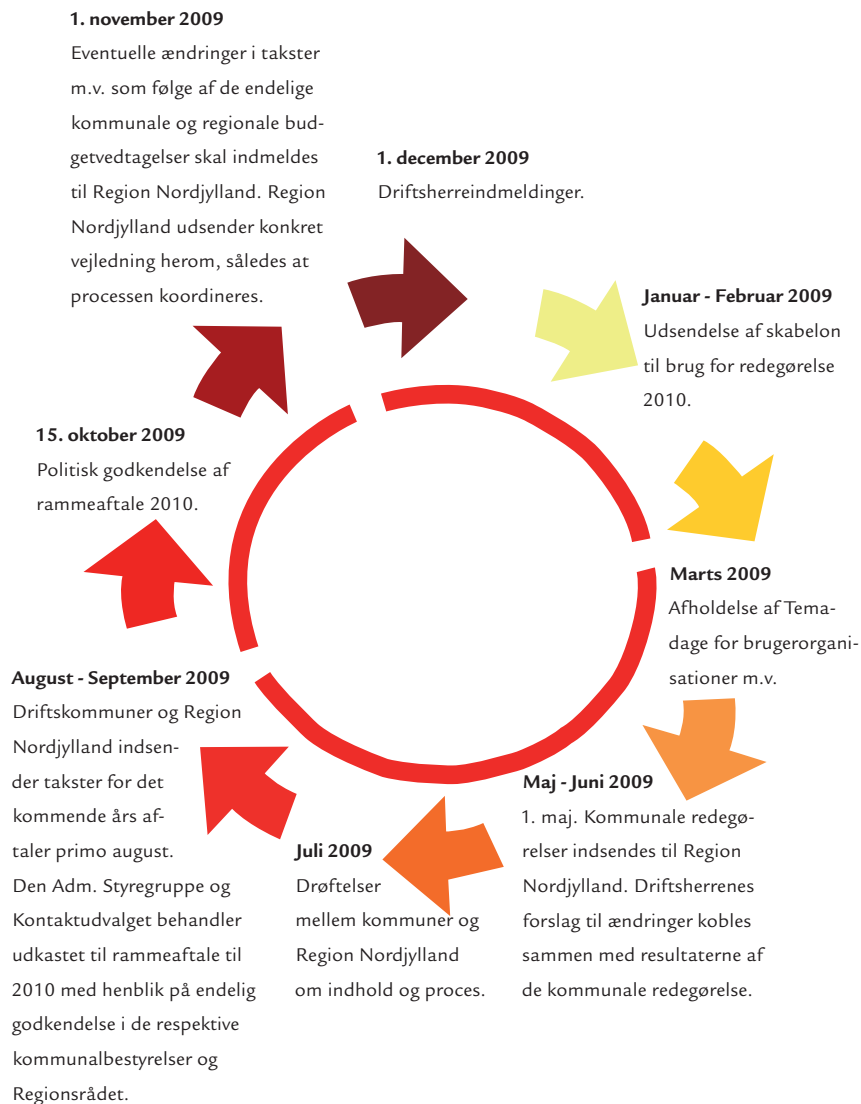 1. november 2009
Eventuelle ændringer i takster
m.v. som følge af de endelige
kommunale og regionale bud-
getvedtagelser skal indmeldes
til Region Nordjylland. Region
Nordjylland udsender konkret
vejledning herom, således at
processen koordineres.
1. december 2009
Driftsherreindmeldinger.
Januar - Februar 2009
Udsendelse af skabelon
til brug for redegørelse
2010.
Marts 2009
Afholdelse af Tema-
dage for brugerorgani-
sationer m.v.
Maj - Juni 2009
1. maj. Kommunale redegø-
relser indsendes til Region
Nordjylland. Driftsherrenes
forslag til ændringer kobles
sammen med resultaterne af
de kommunale redegørelse.
Juli 2009
Drøftelser
mellem kommuner og
Region Nordjylland
om indhold og proces.
August - September 2009
Driftskommuner og Region
Nordjylland indsen-
der takster for det
kommende års af-
taler primo august.
Den Adm. Styregruppe og
Kontaktudvalget behandler
udkastet til rammeaftale til
2010 med henblik på endelig
godkendelse i de respektive
kommunalbestyrelser og
Regionsrådet.
15. oktober 2009
Politisk godkendelse af
rammeaftale 2010.